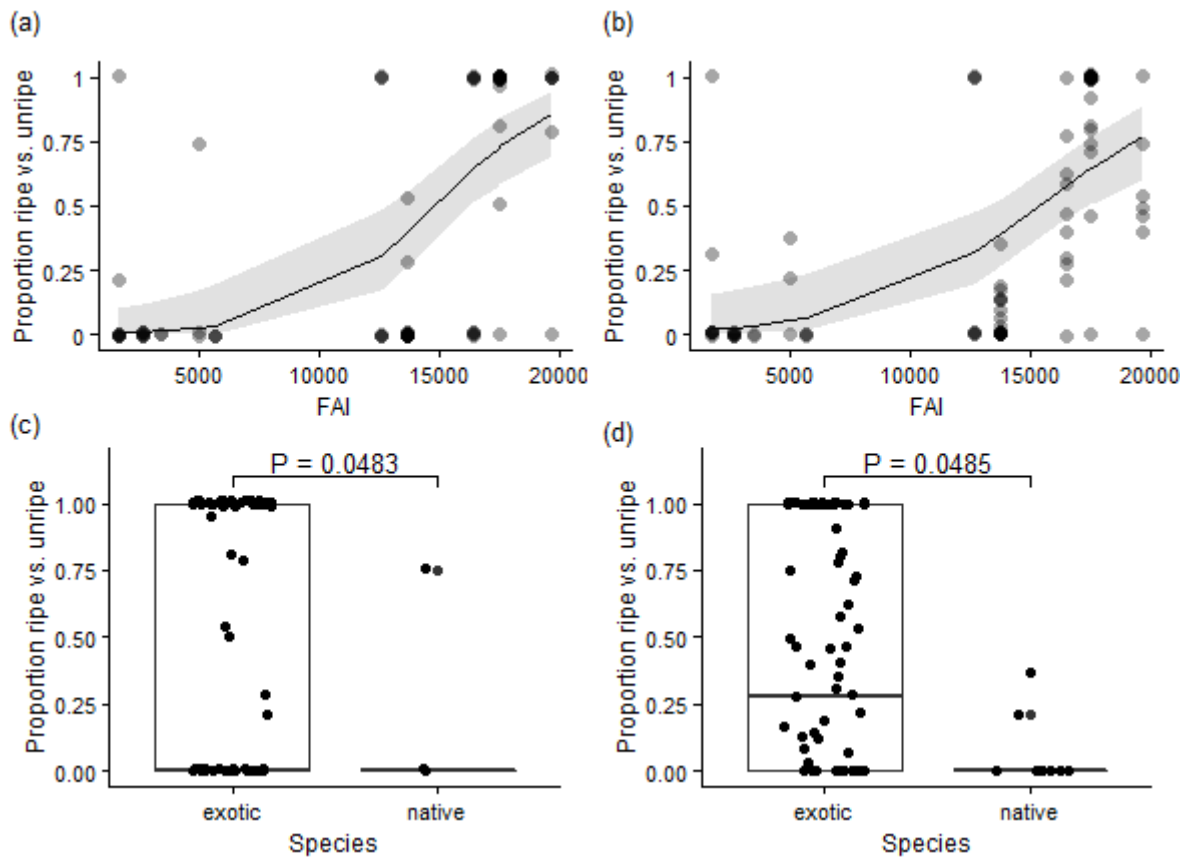 (a)
Proportion ripe vs. unripe
1
0.75
0.5
0.25
0
5000 10000 15000 20000
FAI
(b)
Proportion ripe vs. unripe
1
0.75
0.5
0.25
0
5000 10000 15000 20000
FAI
(c)
P = 0.0483
Proportion ripe vs. unripe
1.00
0.75
0.50
0.25
0.00
exotic native
Species
(d)
P = 0.0485
Proportion ripe vs. unripe
1.00
0.75
0.50
0.25
0.00
exotic native
Species